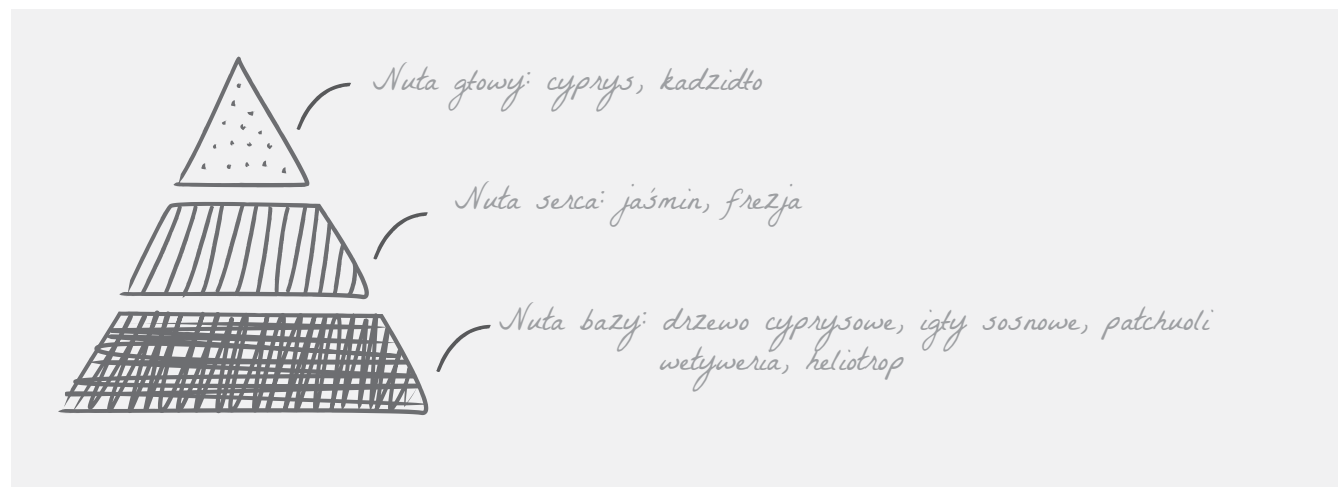 Nuta głowy: cyprys, kadzidło
Nuta serca: jaśmin, frezja
Nuta bazy: drzewo cyprysowe, igły sosnowe, patchuoli
wetyweria, heliotrop